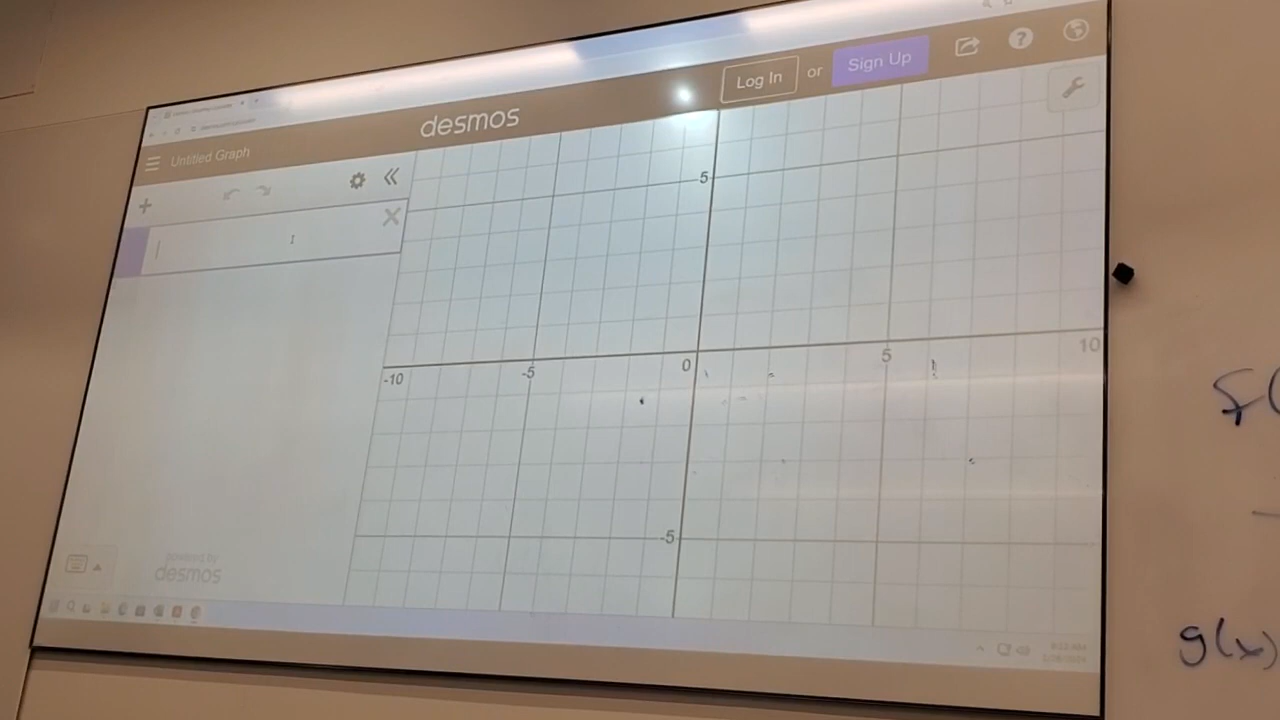 Log In or Sign Up
desmos
Untitled Graph
5
-10
-5
0
5
10
-5
powered by
desmos
f(
g(x)